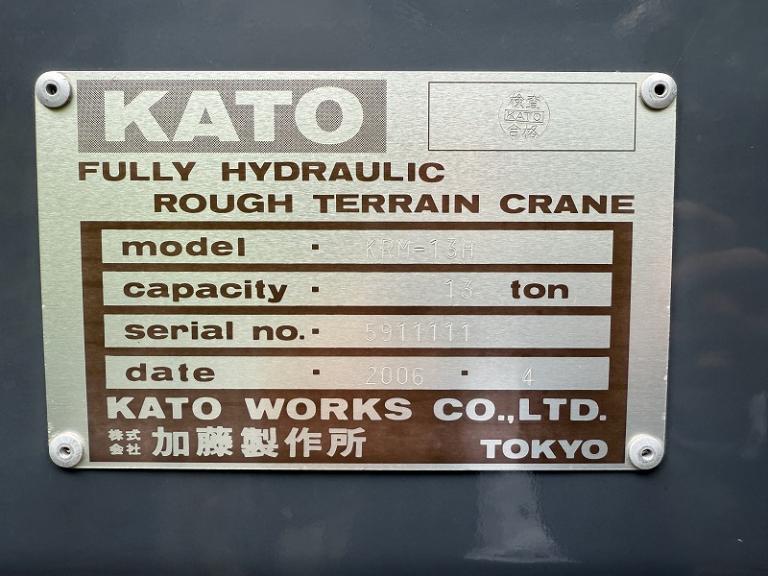 KATO
検査
KATO
合格
FULLY HYDRAULIC
ROUGH TERRAIN CRANE
model · KRM-13H
capacity · 13 ton
serial no. · 5911111
date · 2006 · 4
KATO WORKS CO.,LTD.
株式会社 加藤製作所 TOKYO